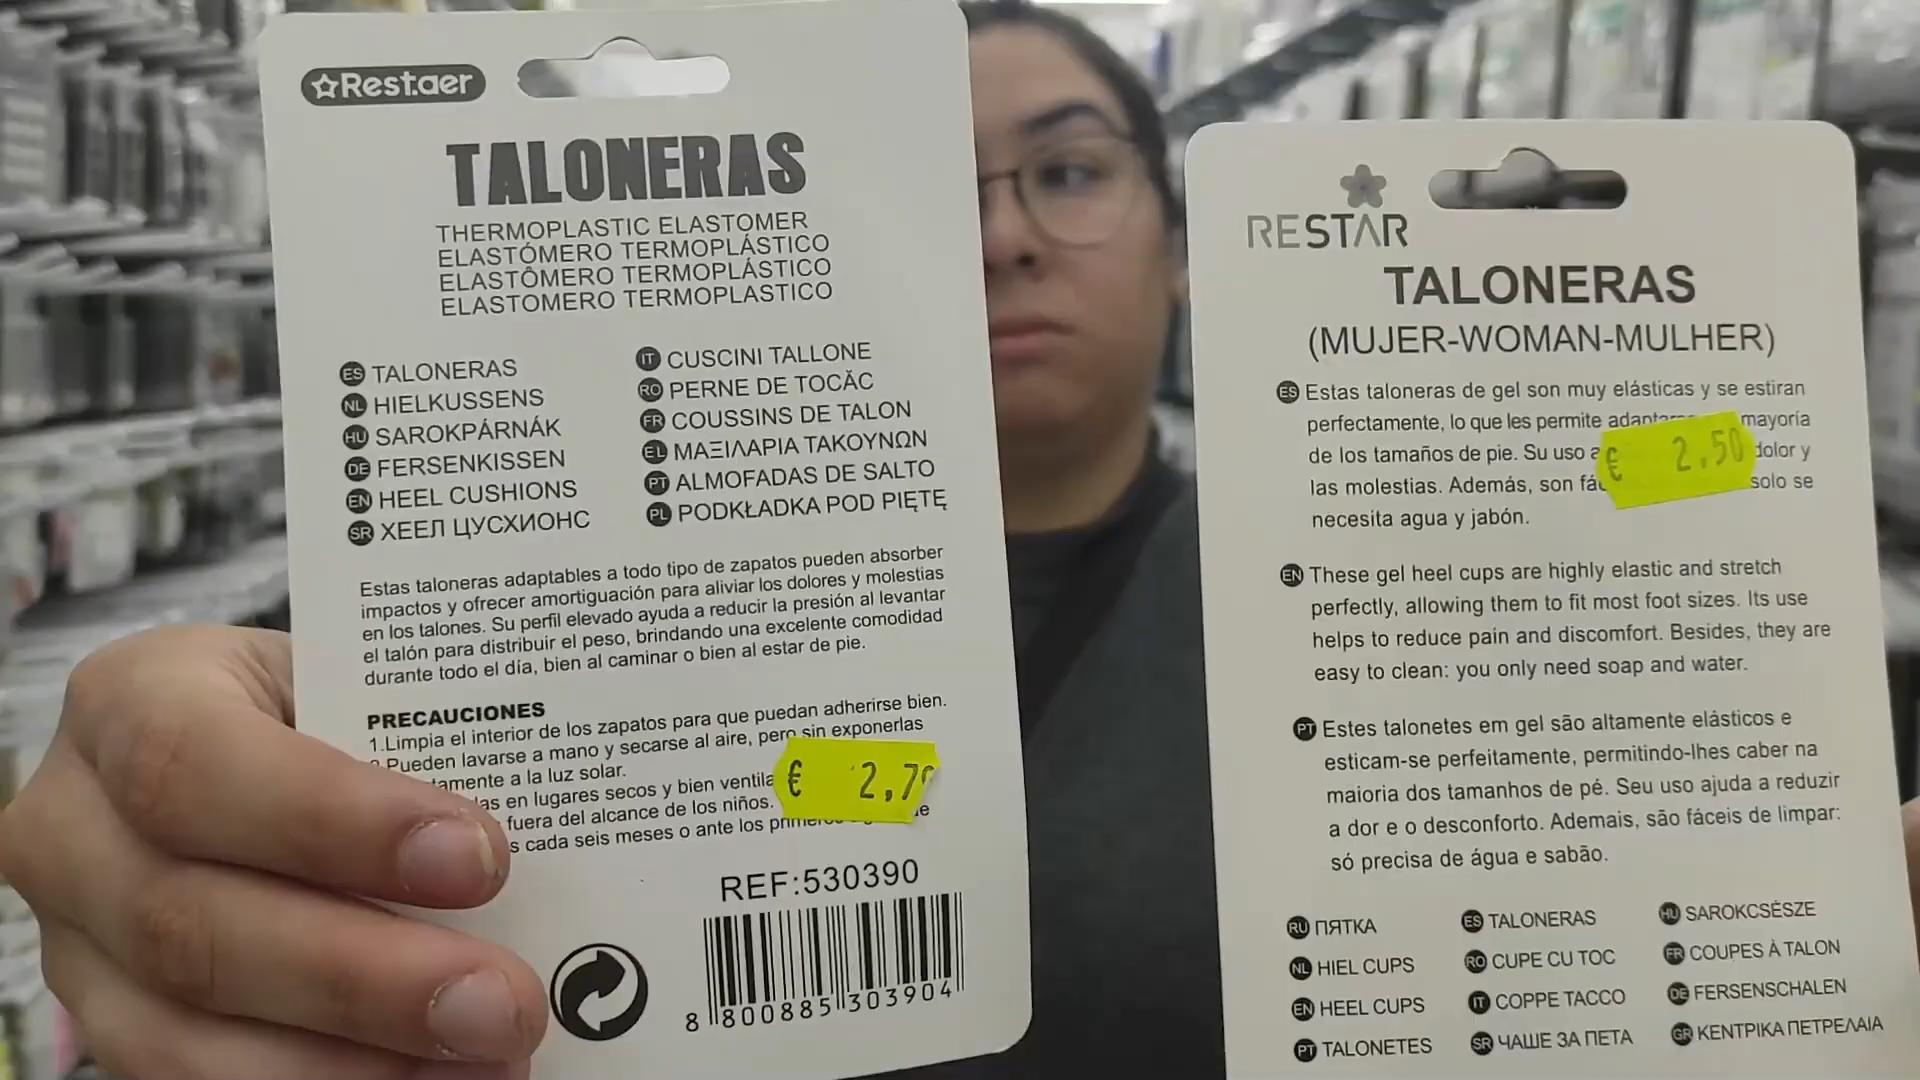 Rest.aer
TALONERAS
THERMOPLASTIC ELASTOMER
ELASTÓMERO TERMOPLÁSTICO
ELASTÔMERO TERMOPLÁSTICO
ELASTOMERO TERMOPLASTICO
ES TALONERAS
NL HIELKUSSENS
HU SAROKPÁRNÁK
DE FERSENKISSEN
EN HEEL CUSHIONS
SR ХЕЕЛ ЦУСХИОНС
IT CUSCINI TALLONE
RO PERNE DE TOCĂC
FR COUSSINS DE TALON
EL ΜΑΞΙΛΑΡΙΑ ΤΑΚΟΥΝΩΝ
PT ALMOFADAS DE SALTO
PL PODKŁADKA POD PIĘTĘ
Estas taloneras adaptables a todo tipo de zapatos pueden absorber
impactos y ofrecer amortiguación para aliviar los dolores y molestias
en los talones. Su perfil elevado ayuda a reducir la presión al levantar
el talón para distribuir el peso, brindando una excelente comodidad
durante todo el día, bien al caminar o bien al estar de pie.
PRECAUCIONES
1.Limpia el interior de los zapatos para que puedan adherirse bien.
Pueden lavarse a mano y secarse al aire, pero sin exponerlas
a la luz solar.
en lugares secos y bien
fuera del alcance de los niños.
cada seis meses o ante los
€ 2,7
REF:530390
8 800885 303904
RESTAR
TALONERAS
(MUJER-WOMAN-MULHER)
ES Estas taloneras de gel son muy elásticas y se estiran
perfectamente, lo que les permite mayoría
de los tamaños de pie. Su uso dolor y
las molestias. Además, son solo se
necesita agua y jabón.
€ 2,50
EN These gel heel cups are highly elastic and stretch
perfectly, allowing them to fit most foot sizes. Its use
helps to reduce pain and discomfort. Besides, they are
easy to clean: you only need soap and water.
PT Estes talonetes em gel são altamente elásticos e
esticam-se perfeitamente, permitindo-lhes caber na
maioria dos tamanhos de pé. Seu uso ajuda a reduzir
a dor e o desconforto. Ademais, são fáceis de limpar:
só precisa de água e sabão.
RU ПЯТКА
NL HIEL CUPS
EN HEEL CUPS
PT TALONETES
ES TALONERAS
RO CUPE CU TOC
IT COPPE TACCO
SR ЧАШЕ ЗА ПЕТА
HU SAROKCSÉSZE
FR COUPES À TALON
DE FERSENSCHALEN
GR ΚΕΝΤΡΙΚΑ ΠΕΤΡΕΛΑΙΑ